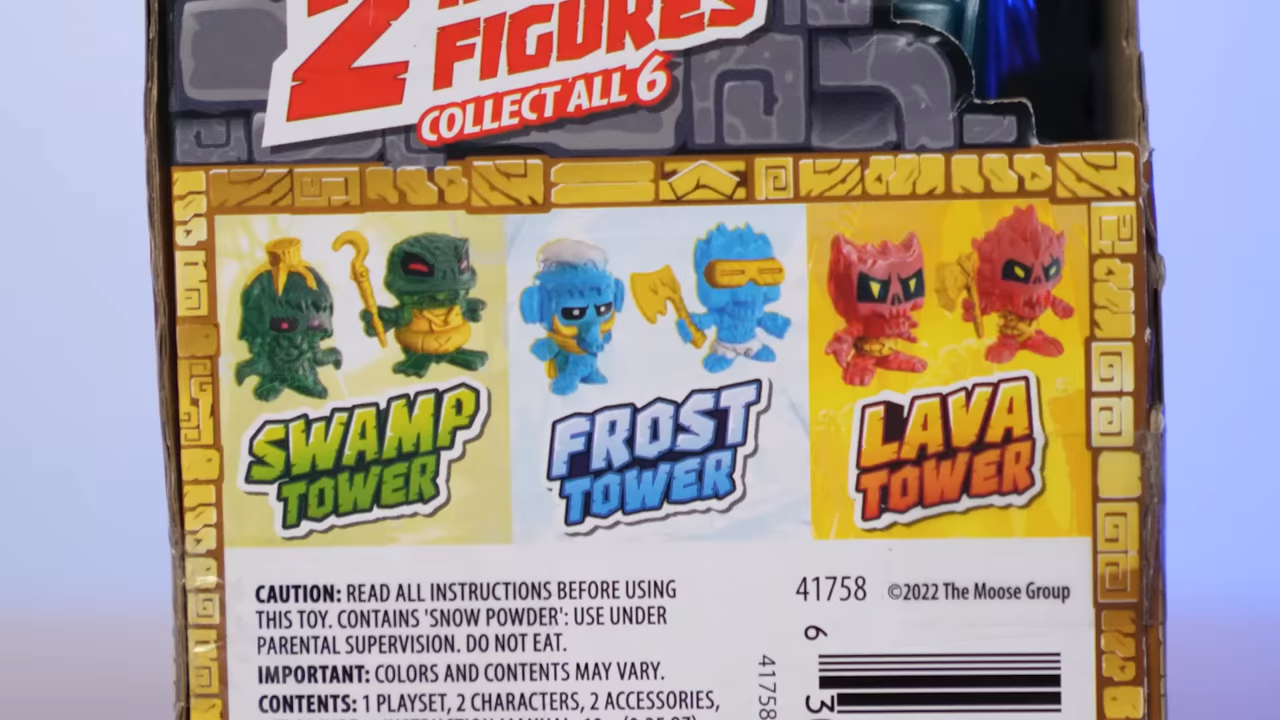 2
FIGURES
COLLECT ALL 6
SWAMP
TOWER
FROST
TOWER
LAVA
TOWER
CAUTION: READ ALL INSTRUCTIONS BEFORE USING
THIS TOY. CONTAINS 'SNOW POWDER': USE UNDER
PARENTAL SUPERVISION. DO NOT EAT.
IMPORTANT: COLORS AND CONTENTS MAY VARY.
CONTENTS: 1 PLAYSET, 2 CHARACTERS, 2 ACCESSORIES,
41758 ©2022 The Moose Group
6
41758